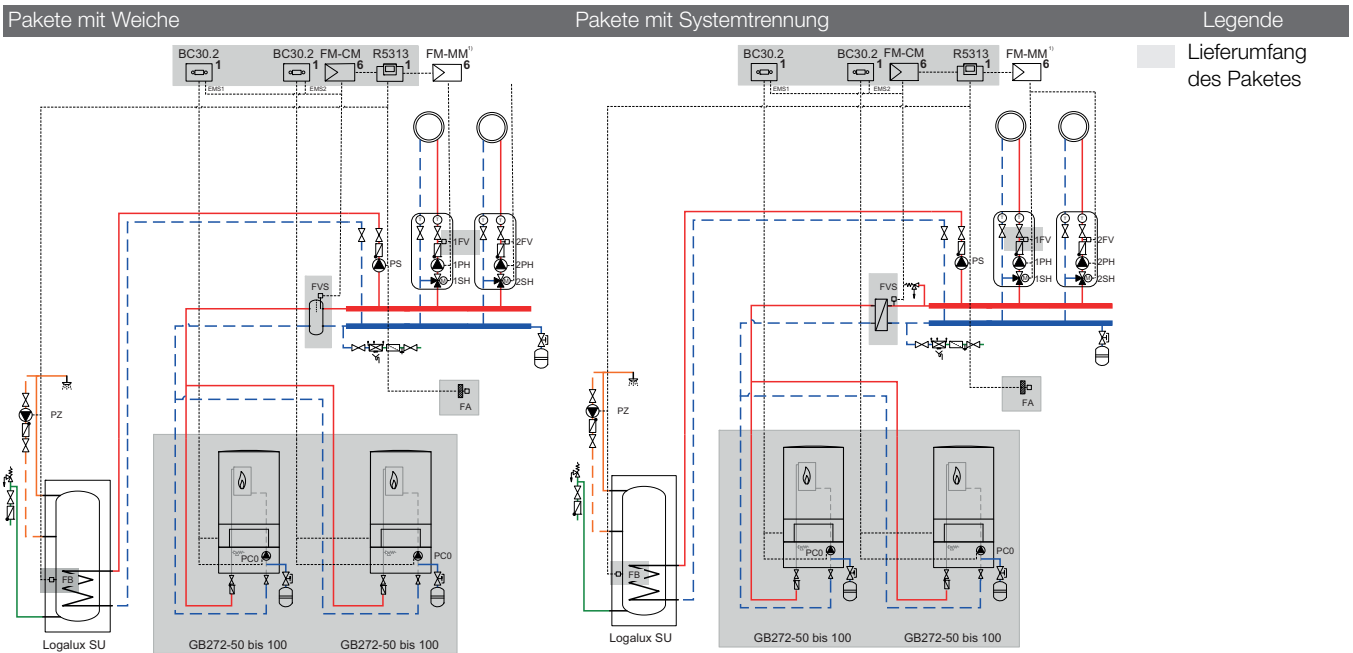 Pakete mit Weiche
Pakete mit Systemtrennung
Legende
Lieferumfang
des Paketes
BC30.2
1
BC30.2
1
FM-CM
6
R5313
1
FM-MM 1)
6
EMS1
EMS2
1FV
2FV
PS
1PH
2PH
1SH
2SH
M
M
T
T
T
T
FVS
FA
PZ
FB
PC0
PC0
Logalux SU
GB272-50 bis 100
GB272-50 bis 100
BC30.2
1
BC30.2
1
FM-CM
6
R5313
1
FM-MM 1)
6
EMS1
EMS2
1FV
2FV
PS
1PH
2PH
1SH
2SH
M
M
T
T
T
T
FVS
FA
PZ
FB
PC0
PC0
Logalux SU
GB272-50 bis 100
GB272-50 bis 100